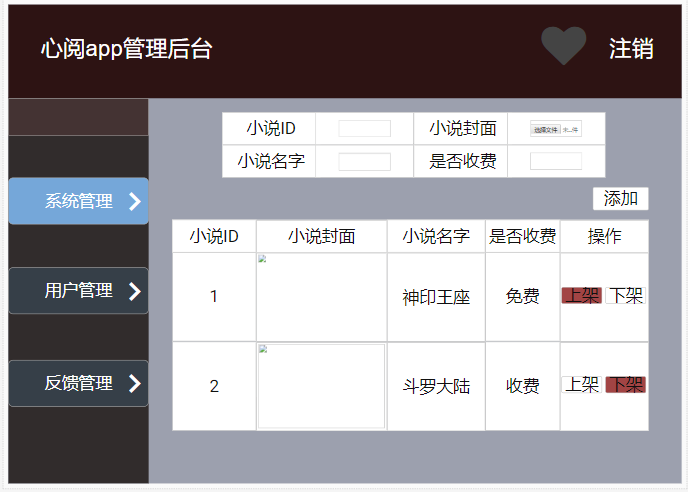 心阅app管理后台 注销
小说ID 小说封面 选择文件 未...件
小说名字 是否收费
添加
系统管理
用户管理
反馈管理
小说ID 小说封面 小说名字 是否收费 操作
1 神印王座 免费 上架 下架
2 斗罗大陆 收费 上架 下架